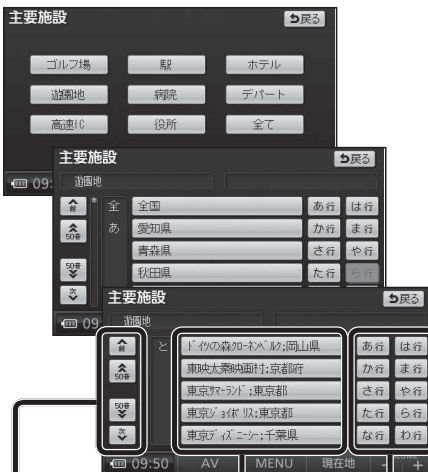 主要施設
戻る
ゴルフ場 駅 ホテル
遊園地 病院 デパート
高速IC 役所 全て
09:
主要施設
戻る
遊園地
前 全 全国 あ行 は行
50音 あ 愛知県 か行 ま行
青森県 さ行 や行
50音 秋田県 た行 ら行
次
09
主要施設
戻る
遊園地
前 と ドイツの森クローネンベルク;岡山県 あ行 は行
50音 東映太秦映画村;京都府 か行 ま行
東京サマーランド;東京都 さ行 や行
50音 東京ジョイポリス;東京都 た行 ら行
次 東京ディズニーシー;千葉県 な行 わ行
09:50 AV MENU 現在地 - +